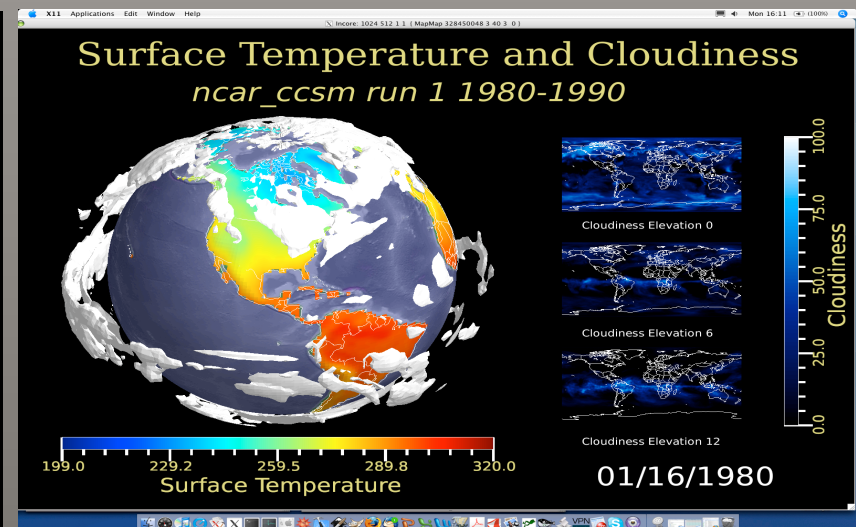 X11 Applications Edit Window Help
Mon 16:11 (100%)
Incore: 1024 512 1 1 ( MapMap 328450048 3 40 3 0 )
Surface Temperature and Cloudiness
ncar_ccsm run 1 1980-1990
Cloudiness Elevation 0
Cloudiness Elevation 6
Cloudiness Elevation 12
100.0
75.0
50.0
25.0
0.0
Cloudiness
199.0 229.2 259.5 289.8 320.0
Surface Temperature
01/16/1980
VPN